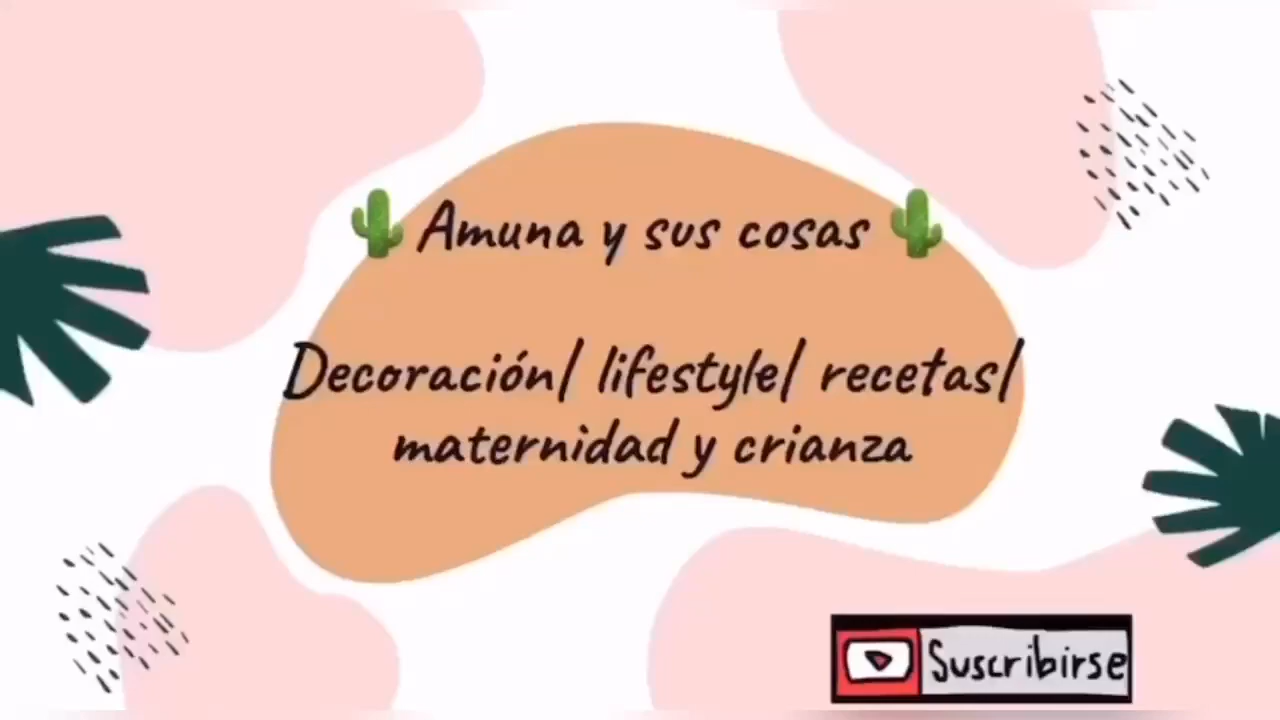 🌵 Amuna y sus cosas 🌵
Decoración/ lifestyle/ recetas/
maternidad y crianza
Suscribirse